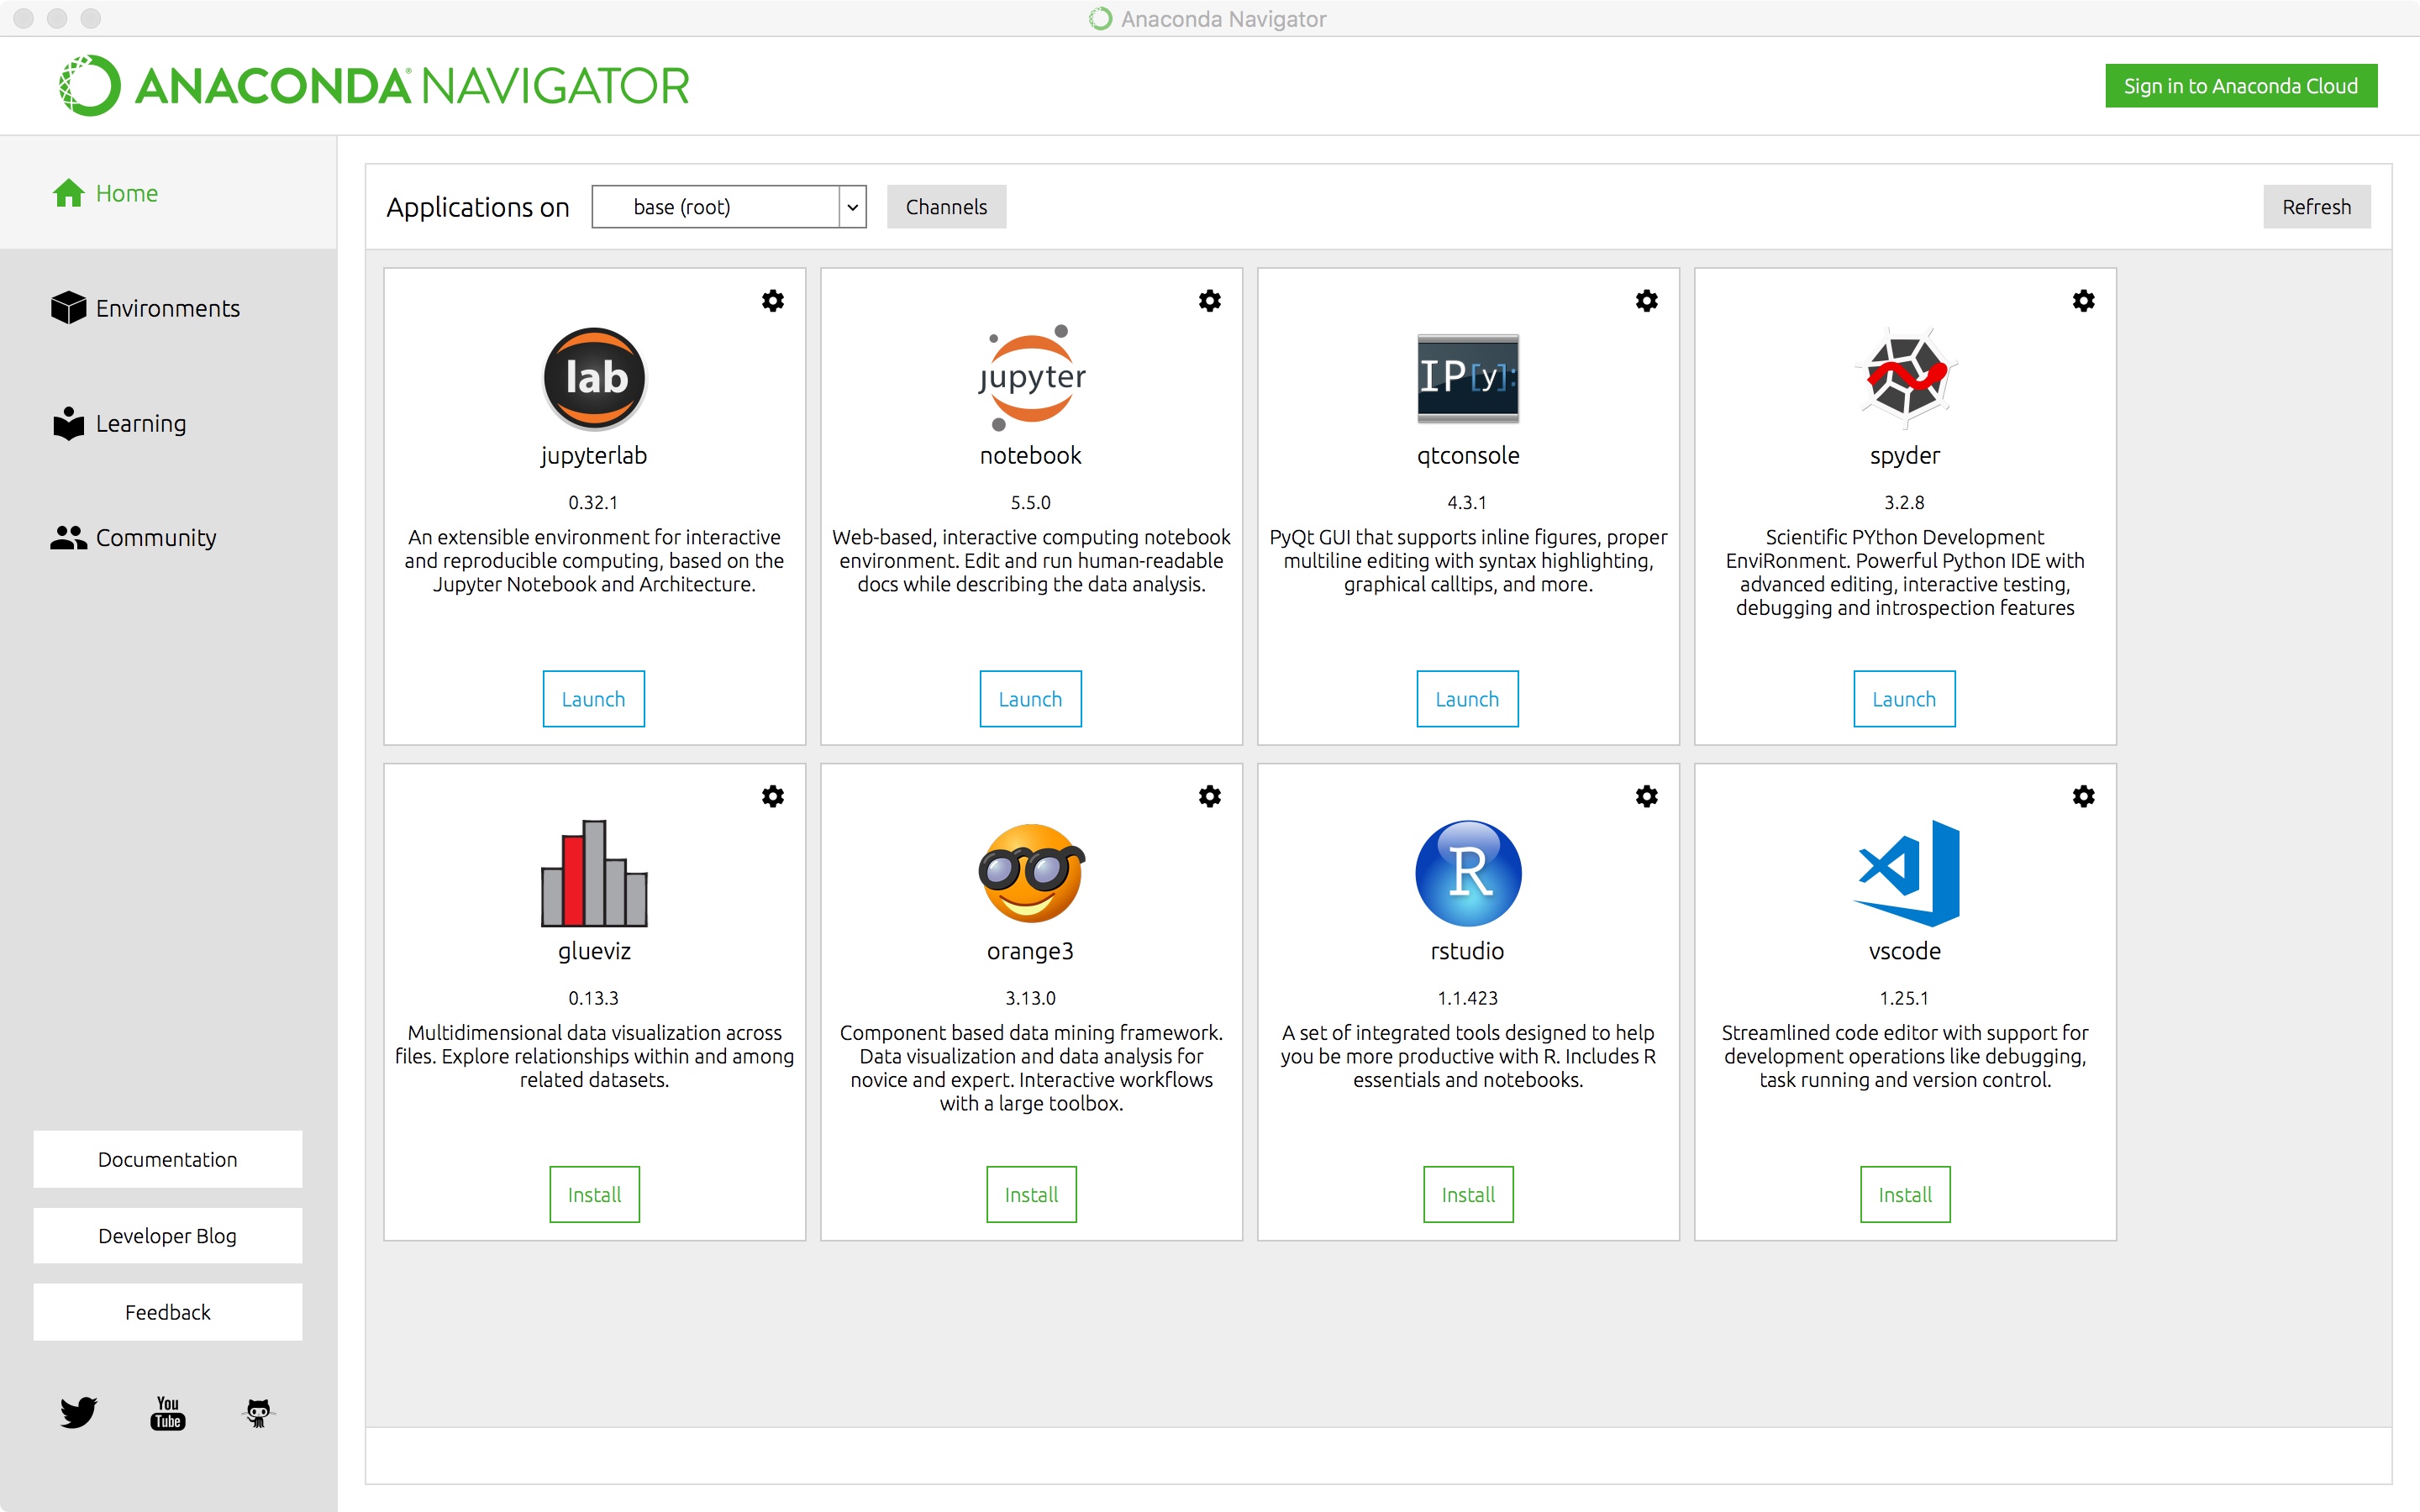 Anaconda Navigator
ANACONDA NAVIGATOR
Sign in to Anaconda Cloud
Home
Environments
Learning
Community
Documentation
Developer Blog
Feedback
You
Tube
Applications on
base (root)
Channels
Refresh
lab
jupyterlab
0.32.1
An extensible environment for interactive
and reproducible computing, based on the
Jupyter Notebook and Architecture.
Launch
jupyter
notebook
5.5.0
Web-based, interactive computing notebook
environment. Edit and run human-readable
docs while describing the data analysis.
Launch
IP[y]:
qtconsole
4.3.1
PyQt GUI that supports inline figures, proper
multiline editing with syntax highlighting,
graphical calltips, and more.
Launch
spyder
3.2.8
Scientific PYthon Development
EnviRonment. Powerful Python IDE with
advanced editing, interactive testing,
debugging and introspection features
Launch
glueviz
0.13.3
Multidimensional data visualization across
files. Explore relationships within and among
related datasets.
Install
orange3
3.13.0
Component based data mining framework.
Data visualization and data analysis for
novice and expert. Interactive workflows
with a large toolbox.
Install
R
rstudio
1.1.423
A set of integrated tools designed to help
you be more productive with R. Includes R
essentials and notebooks.
Install
vscode
1.25.1
Streamlined code editor with support for
development operations like debugging,
task running and version control.
Install